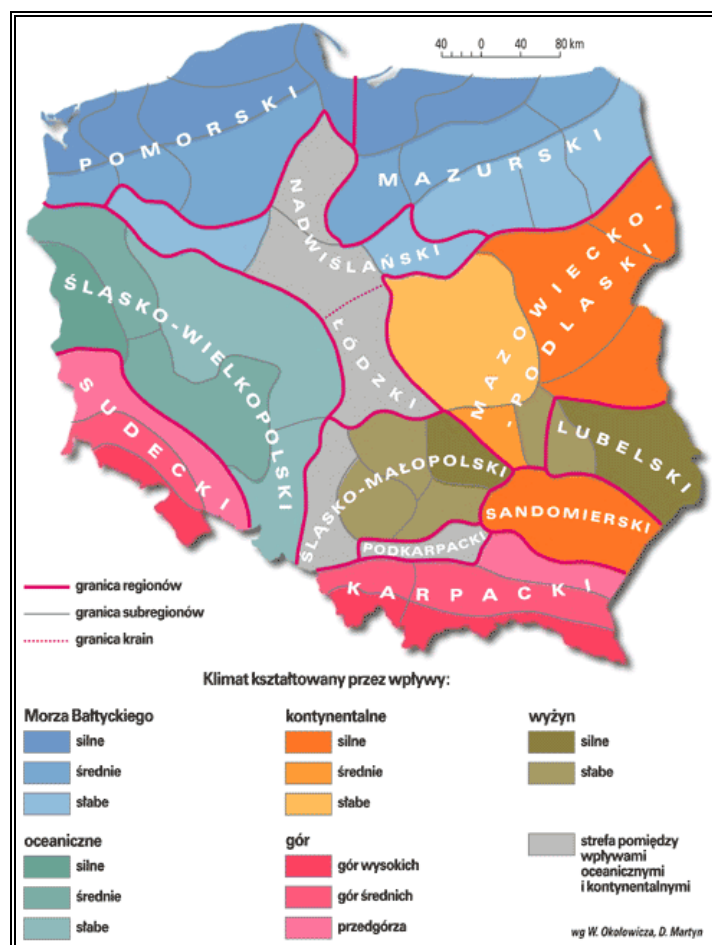 40 0 40 80 km
POMORSKI
MAZURSKI
NADWIŚLAŃSKI
MAZOWIECKO-
-PODLASKI
ŚLĄSKO-WIELKOPOLSKI
ŁÓDZKI
SUDECKI
LUBELSKI
ŚLĄSKO-MAŁOPOLSKI
SANDOMIERSKI
PODKARPACKI
KARPACKI
granica regionów
granica subregionów
granica krain
Klimat kształtowany przez wpływy:
Morza Bałtyckiego
silne
średnie
słabe
kontynentalne
silne
średnie
słabe
wyżyn
silne
słabe
oceaniczne
silne
średnie
słabe
gór
gór wysokich
gór średnich
przedgórza
strefa pomiędzy
wpływami
oceanicznymi
i kontynentalnymi
wg W. Okołowicza, D. Martyn